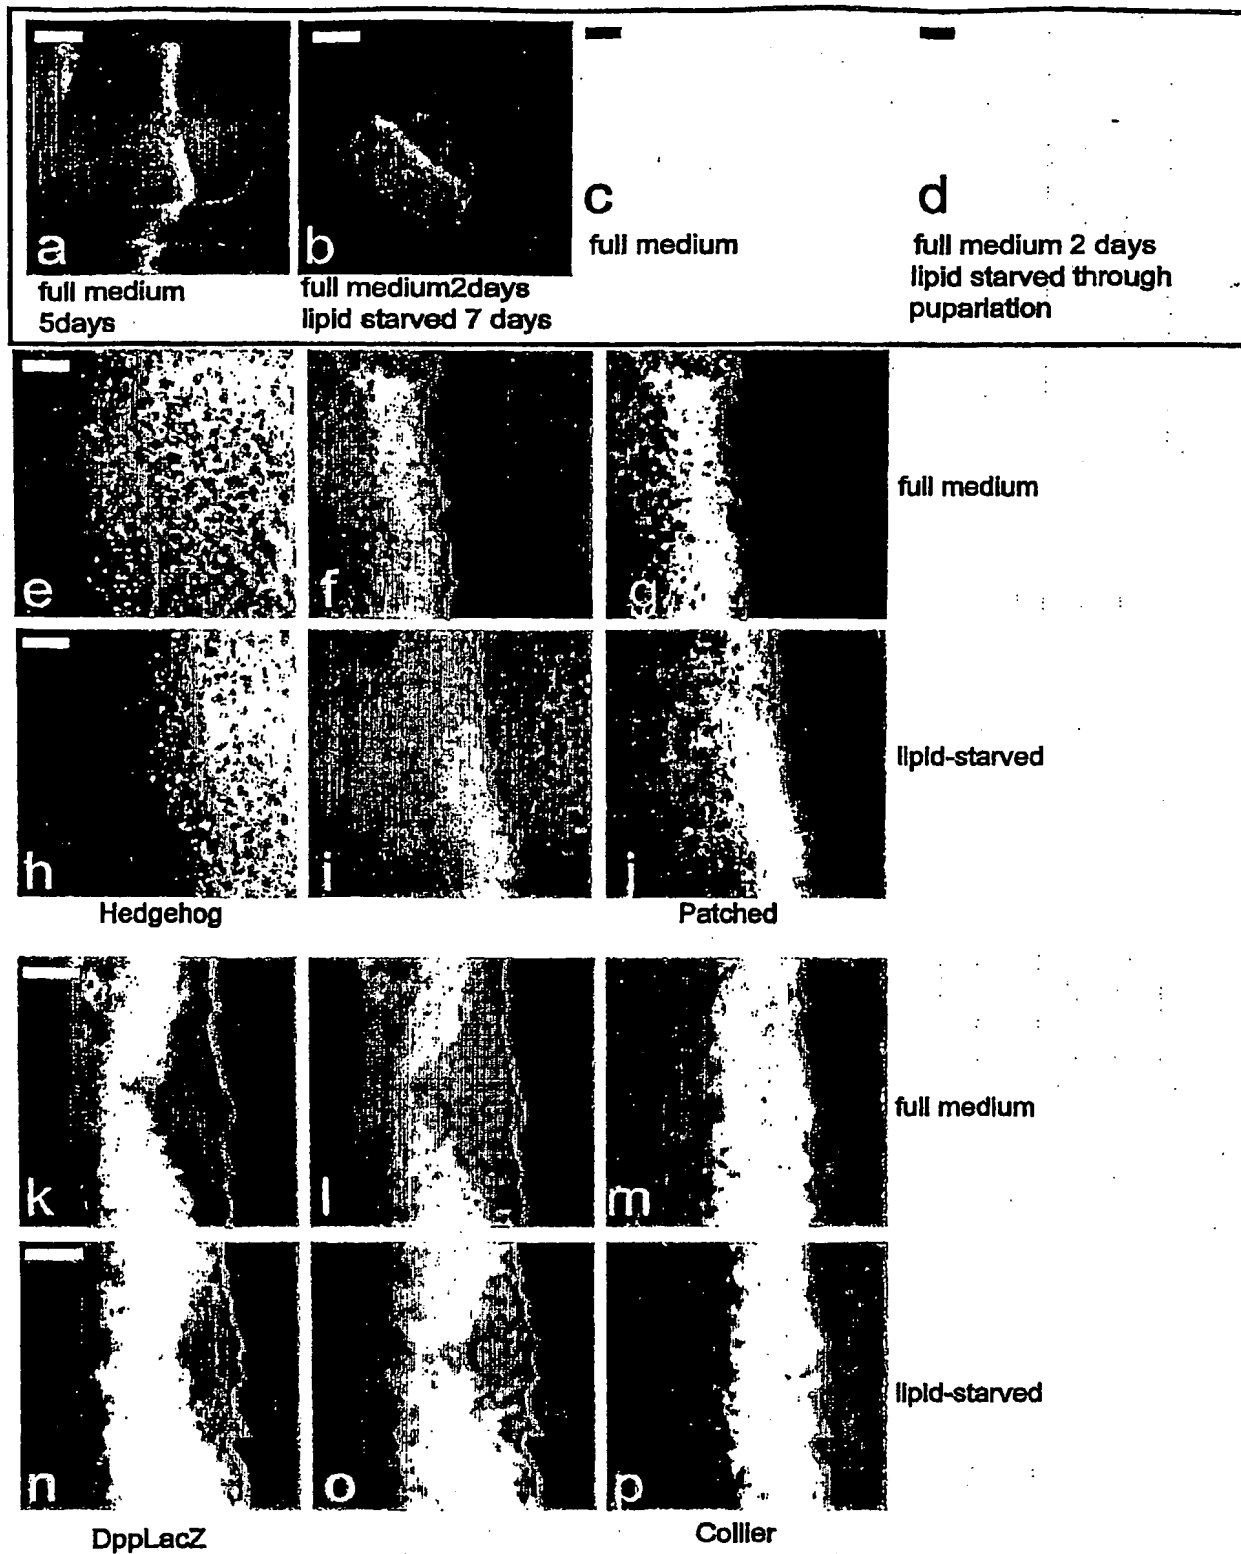 a
b
c
d
full medium
5days
full medium2days
lipid starved 7 days
full medium
full medium 2 days
lipid starved through
pupariation
e
f
g
full medium
h
i
j
lipid-starved
Hedgehog
Patched
k
l
m
full medium
n
o
p
lipid-starved
DppLacZ
Collier